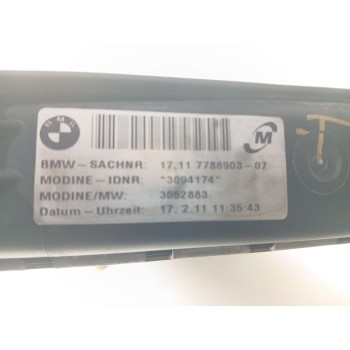 BMW
BMW-SACHNR: 17.11 7788903-07
MODINE-IDNR: *3094174*
MODINE/MW: 3052883.
Datum-Uhrzeit: 17. 2.11 11:35:43